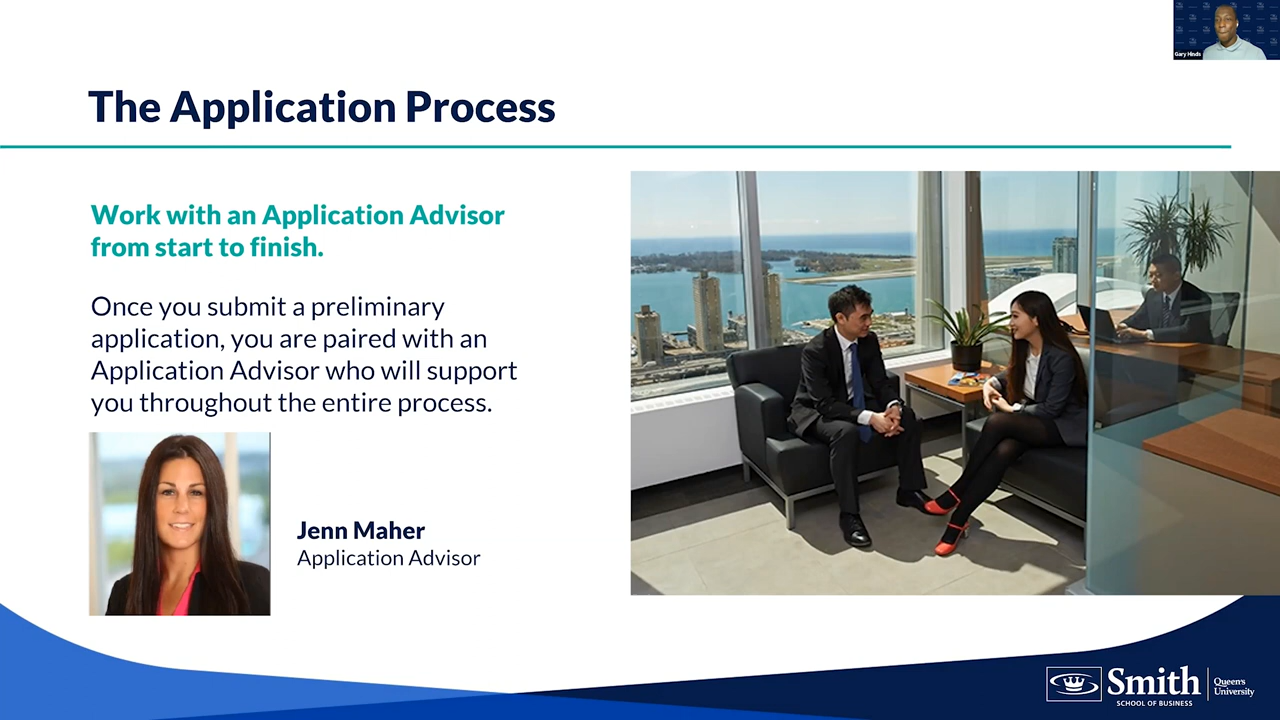 Gary Hinds
The Application Process
Work with an Application Advisor
from start to finish.
Once you submit a preliminary
application, you are paired with an
Application Advisor who will support
you throughout the entire process.
Jenn Maher
Application Advisor
Smith
SCHOOL OF BUSINESS
Queen's
University